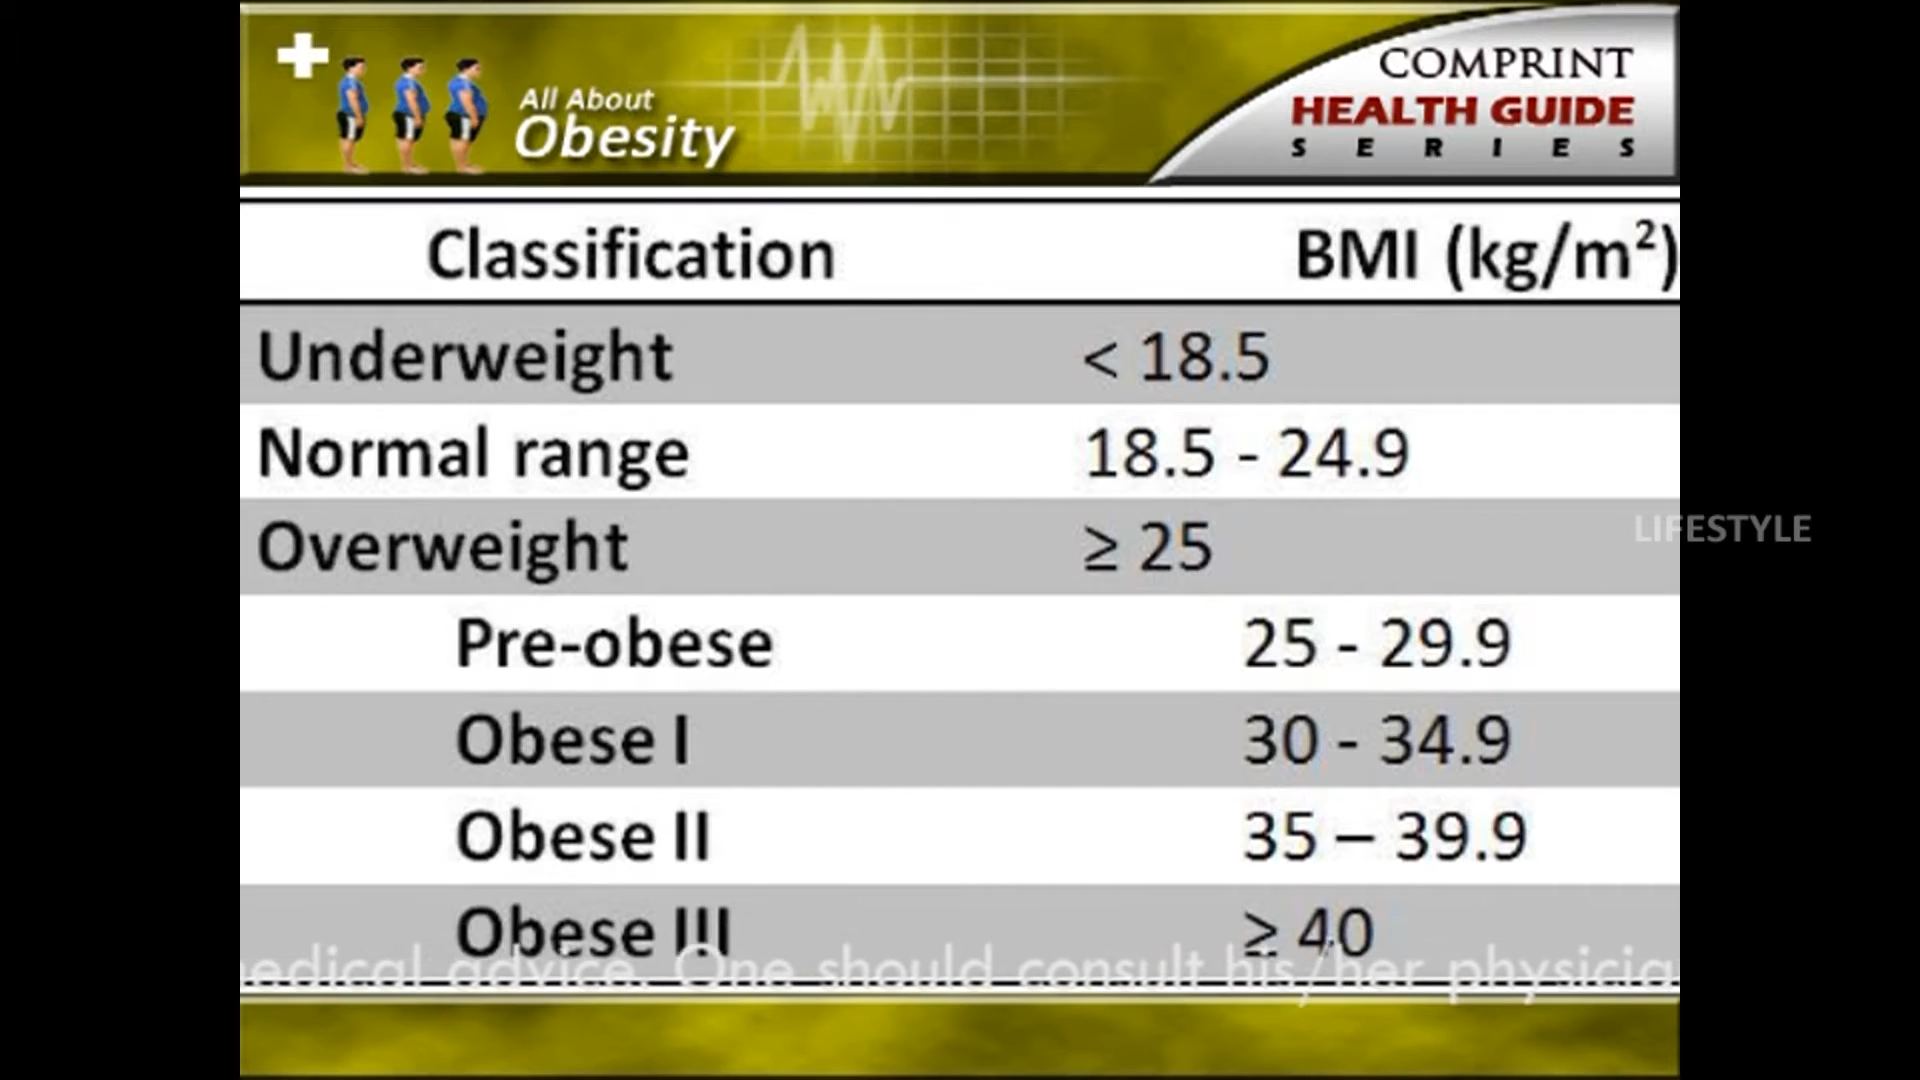 All About
Obesity
COMPRINT
HEALTH GUIDE
SERIES
Classification BMI (kg/m²)
Underweight < 18.5
Normal range 18.5 - 24.9
Overweight ≥ 25
LIFESTYLE
Pre-obese 25 - 29.9
Obese I 30 - 34.9
Obese II 35 – 39.9
Obese III ≥ 40
advice. One should consult his/her